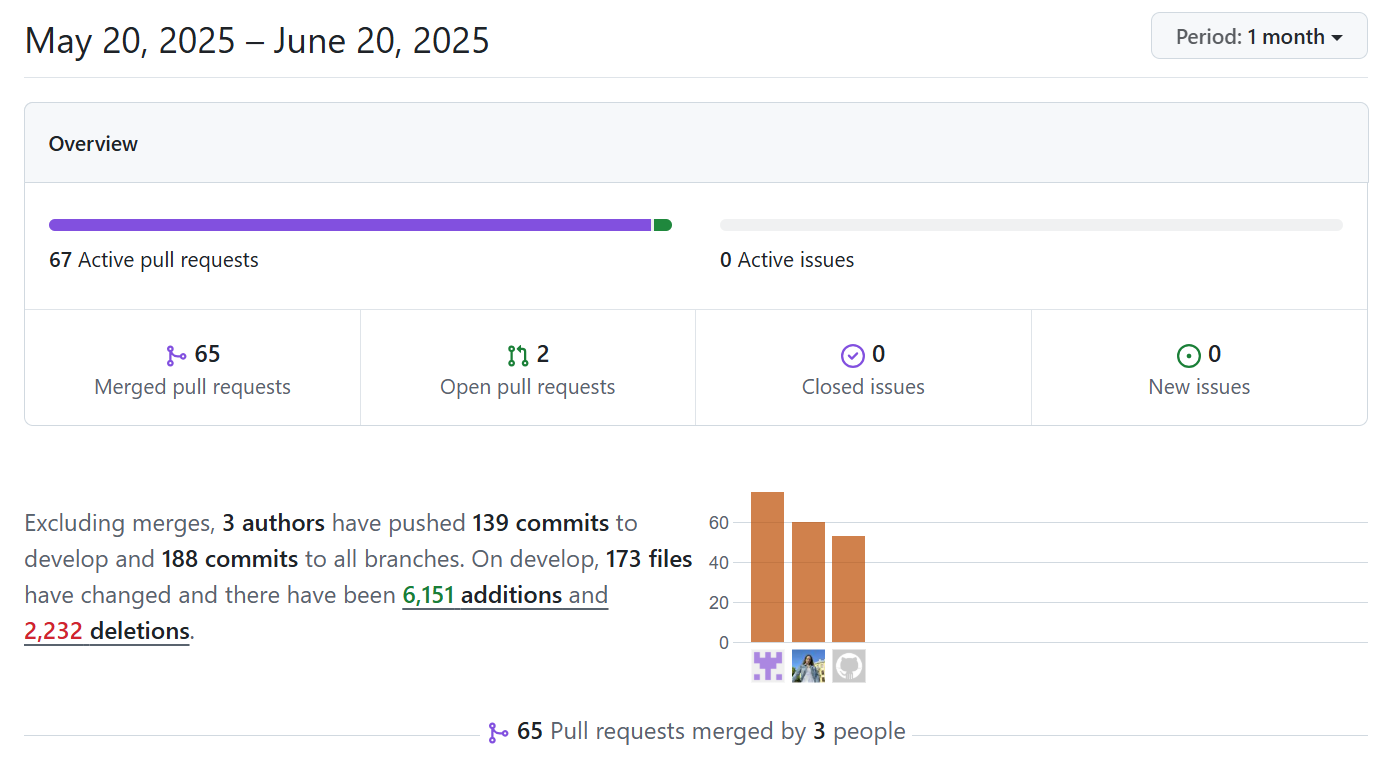 May 20, 2025 – June 20, 2025
Period: 1 month
Overview
67 Active pull requests
0 Active issues
65
Merged pull requests
2
Open pull requests
0
Closed issues
0
New issues
Excluding merges, 3 authors have pushed 139 commits to
develop and 188 commits to all branches. On develop, 173 files
have changed and there have been 6,151 additions and
2,232 deletions.
60
40
20
0
65 Pull requests merged by 3 people